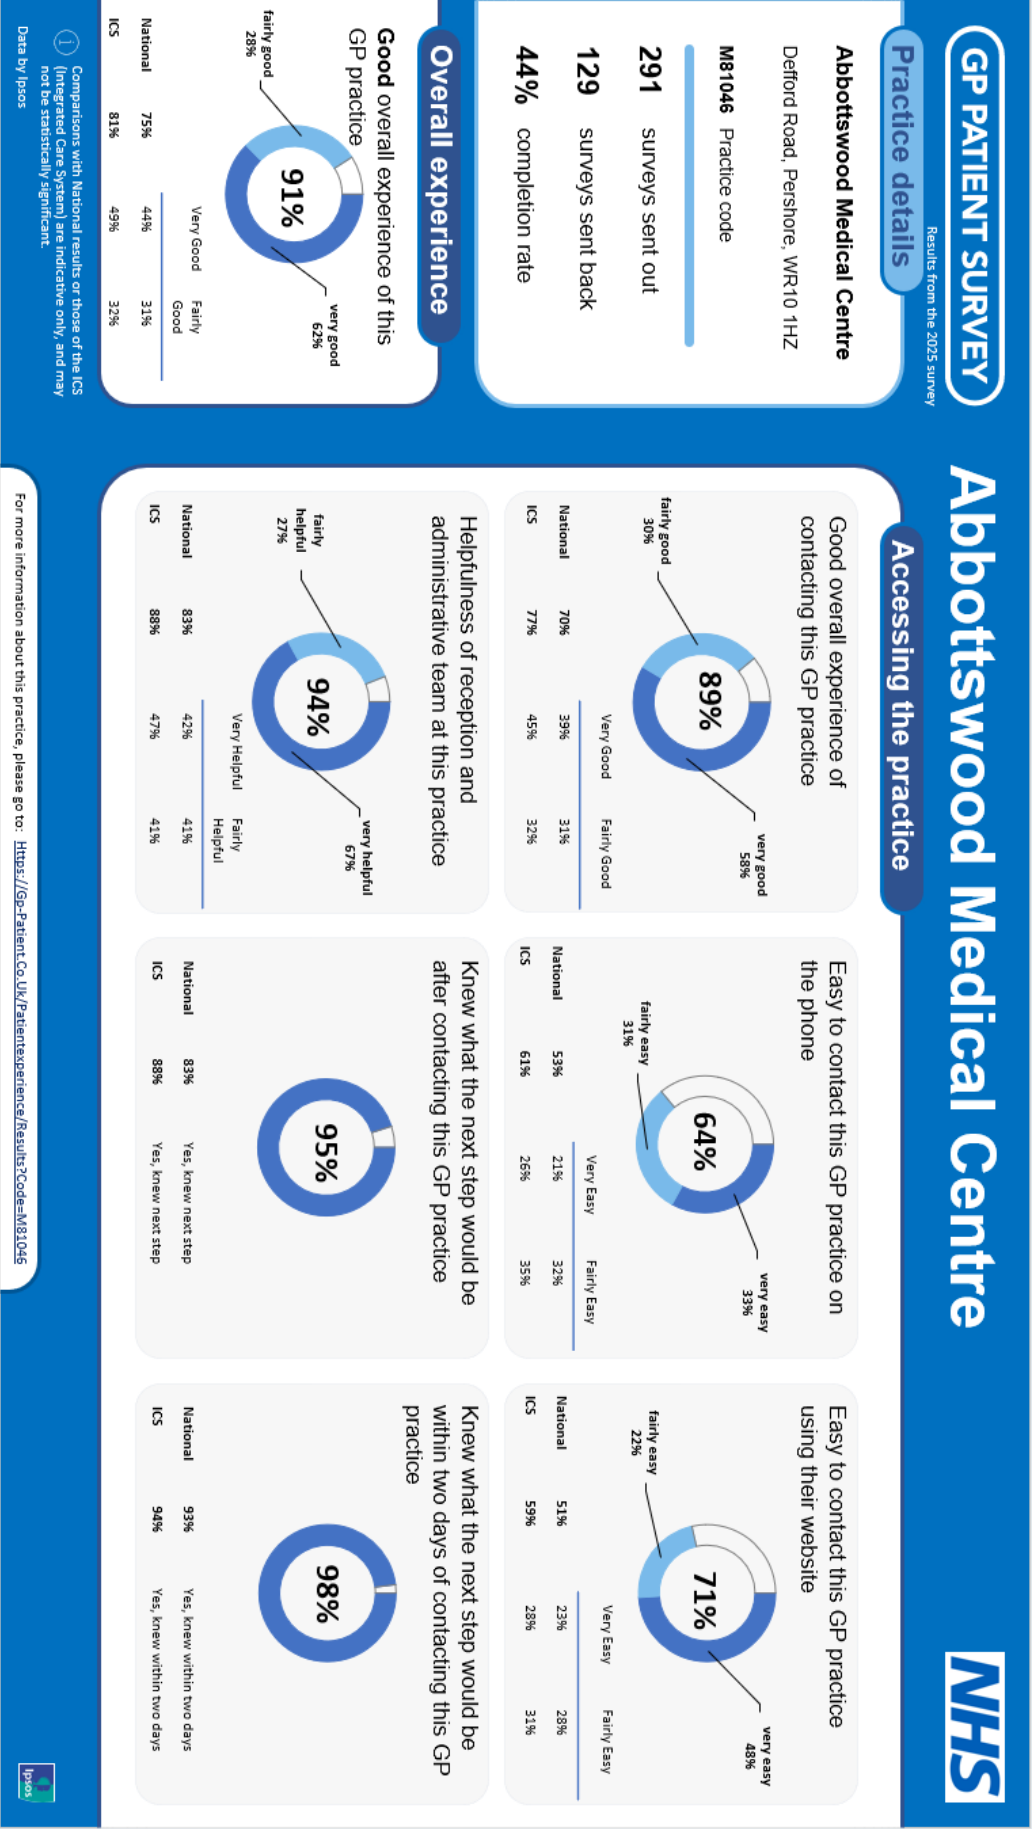 GP PATIENT SURVEY
Results from the 2025 survey
Abbottswood Medical Centre
NHS
Practice details
Abbottswood Medical Centre
Defford Road, Pershore, WR10 1HZ
M81046 Practice code
291 surveys sent out
129 surveys sent back
44% completion rate
Overall experience
Good overall experience of this
GP practice
fairly good
28%
91%
very good
62%
Very Good Fairly
Good
National 75% 44% 31%
ICS 81% 49% 32%
Comparisons with National results or those of the ICS
(Integrated Care System) are indicative only, and may
not be statistically significant.
Data by Ipsos
Accessing the practice
Good overall experience of
contacting this GP practice
fairly good
30%
89%
very good
58%
Very Good Fairly Good
National 70% 39% 31%
ICS 77% 45% 32%
Easy to contact this GP practice on
the phone
fairly easy
31%
64%
very easy
33%
Very Easy Fairly Easy
National 53% 21% 32%
ICS 61% 26% 35%
Easy to contact this GP practice
using their website
fairly easy
22%
71%
very easy
48%
Very Easy Fairly Easy
National 51% 23% 28%
ICS 59% 28% 31%
Helpfulness of reception and
administrative team at this practice
fairly
helpful
27%
94%
very helpful
67%
Very Helpful Fairly
Helpful
National 83% 42% 41%
ICS 88% 47% 41%
Knew what the next step would be
after contacting this GP practice
95%
National 83% Yes, knew next step
ICS 88% Yes, knew next step
Knew what the next step would be
within two days of contacting this GP
practice
98%
National 93% Yes, knew within two days
ICS 94% Yes, knew within two days
For more information about this practice, please go to: Https://Gp-Patient.Co.Uk/Patientexperience/Results?Code=M81046
Ipsos